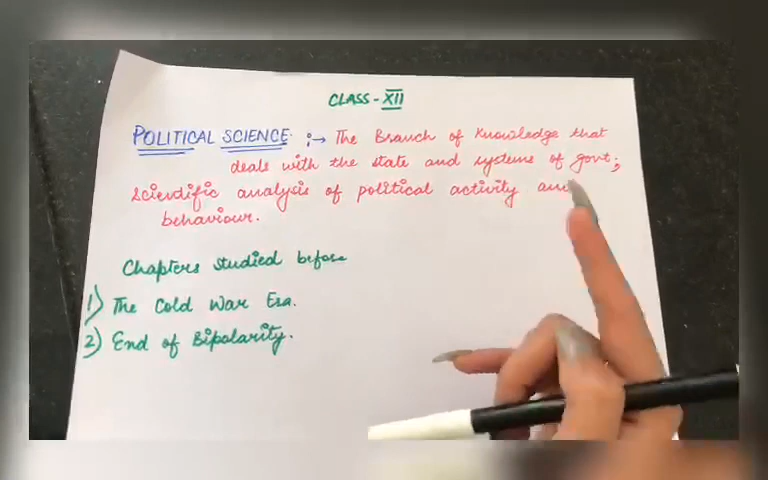 CLASS-XII
POLITICAL SCIENCE :→ The Branch of Knowledge that
deals with the state and systems of govt;
Scientific analysis of political activity and
behaviour.
Chapters studied before
1) The Cold War Era.
2) End of Bipolarity.